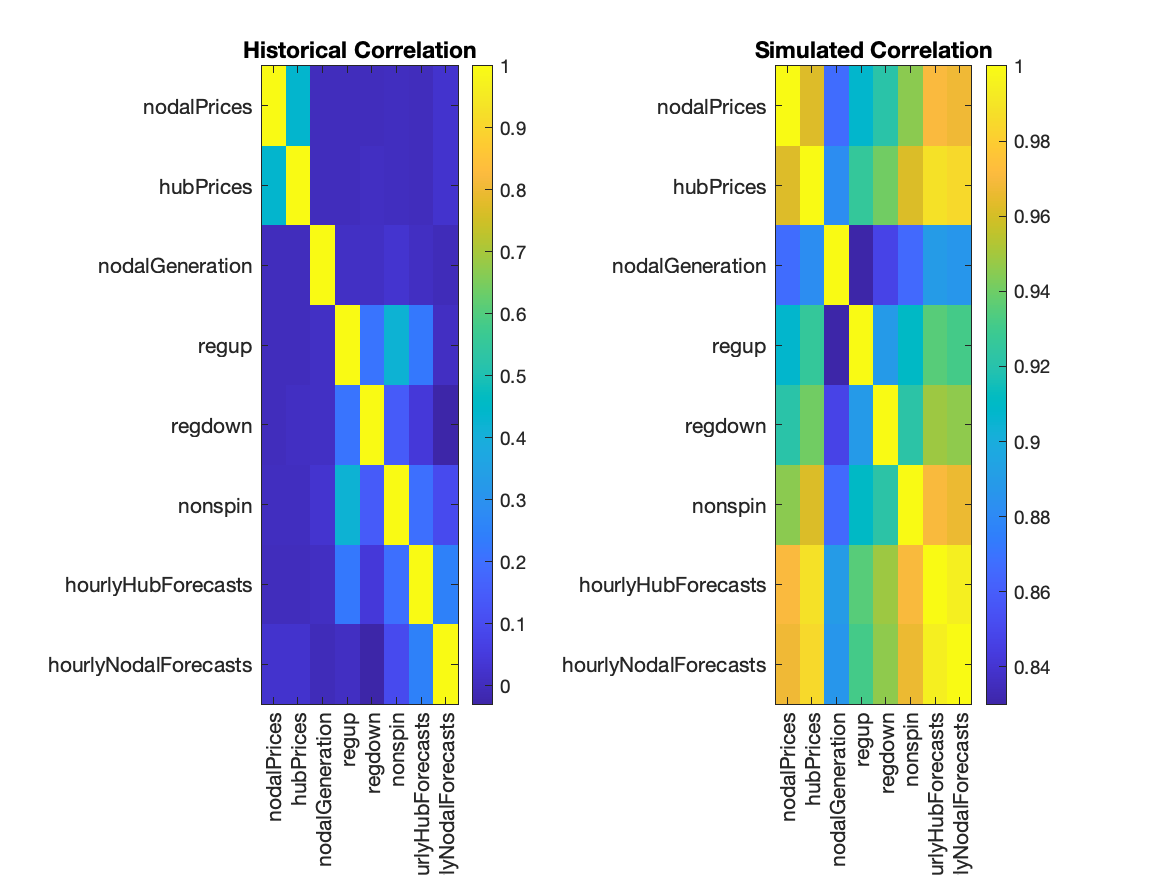 Historical Correlation
nodalPrices
hubPrices
nodalGeneration
regup
regdown
nonspin
hourlyHubForecasts
hourlyNodalForecasts
1
0.9
0.8
0.7
0.6
0.5
0.4
0.3
0.2
0.1
0
nodalPrices
hubPrices
nodalGeneration
regup
regdown
nonspin
urlyHubForecasts
lyNodalForecasts
Simulated Correlation
nodalPrices
hubPrices
nodalGeneration
regup
regdown
nonspin
hourlyHubForecasts
hourlyNodalForecasts
1
0.98
0.96
0.94
0.92
0.9
0.88
0.86
0.84
nodalPrices
hubPrices
nodalGeneration
regup
regdown
nonspin
urlyHubForecasts
lyNodalForecasts